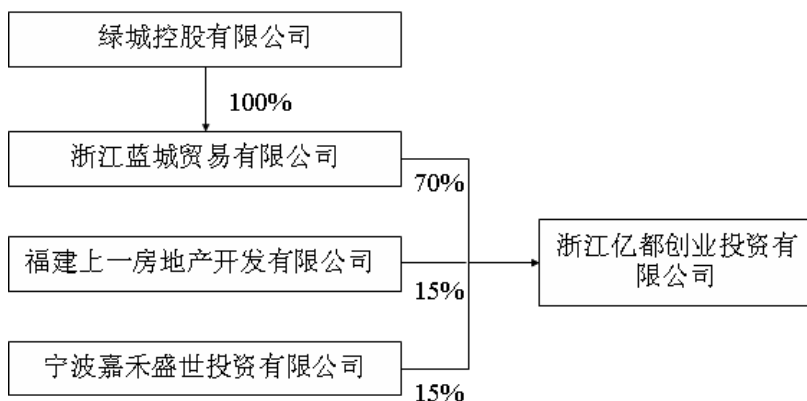 绿城控股有限公司
100%
浙江蓝城贸易有限公司
70%
福建上一房地产开发有限公司
15%
浙江亿都创业投资有
限公司
宁波嘉禾盛世投资有限公司
15%